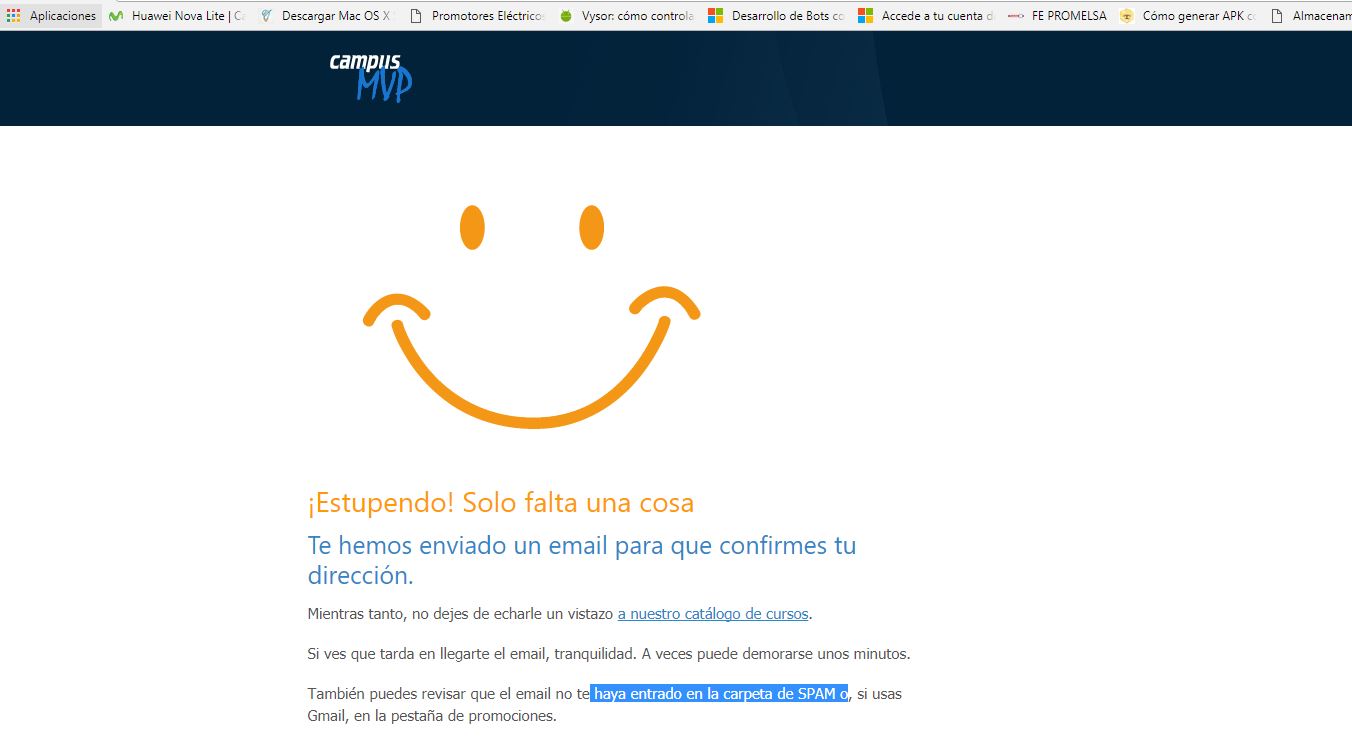 Aplicaciones Huawei Nova Lite | Ca Descargar Mac OS X Promotores Eléctricos Vysor: cómo controla Desarrollo de Bots co Accede a tu cuenta d FE PROMELSA Cómo generar APK co Almacenam
campus
MVP
¡Estupendo! Solo falta una cosa
Te hemos enviado un email para que confirmes tu
dirección.
Mientras tanto, no dejes de echarle un vistazo a nuestro catálogo de cursos.
Si ves que tarda en llegarte el email, tranquilidad. A veces puede demorarse unos minutos.
También puedes revisar que el email no te haya entrado en la carpeta de SPAM o, si usas
Gmail, en la pestaña de promociones.